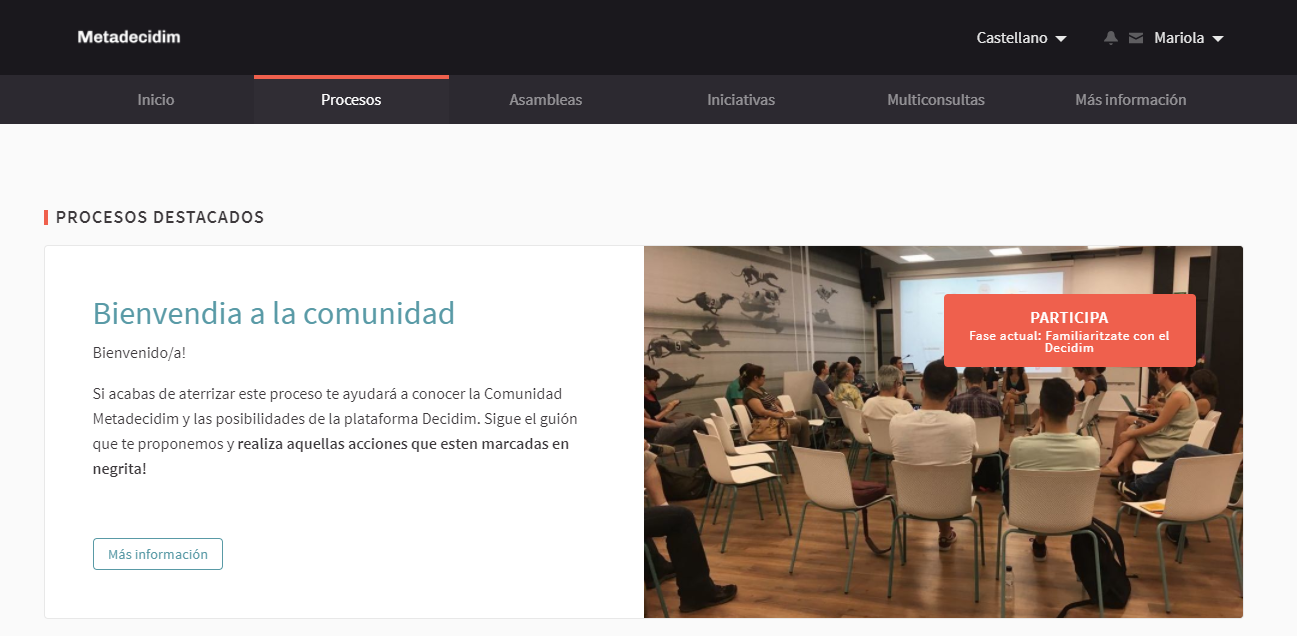 Metadecidim
Castellano
Mariola
Inicio
Procesos
Asambleas
Iniciativas
Multiconsultas
Más información
PROCESOS DESTACADOS
Bienvendia a la comunidad
Bienvenido/a!
Si acabas de aterrizar este proceso te ayudará a conocer la Comunidad
Metadecidim y las posibilidades de la plataforma Decidim. Sigue el guión
que te proponemos y realiza aquellas acciones que esten marcadas en
negrita!
Más información
PARTICIPA
Fase actual: Familiarítzate con el
Decidim